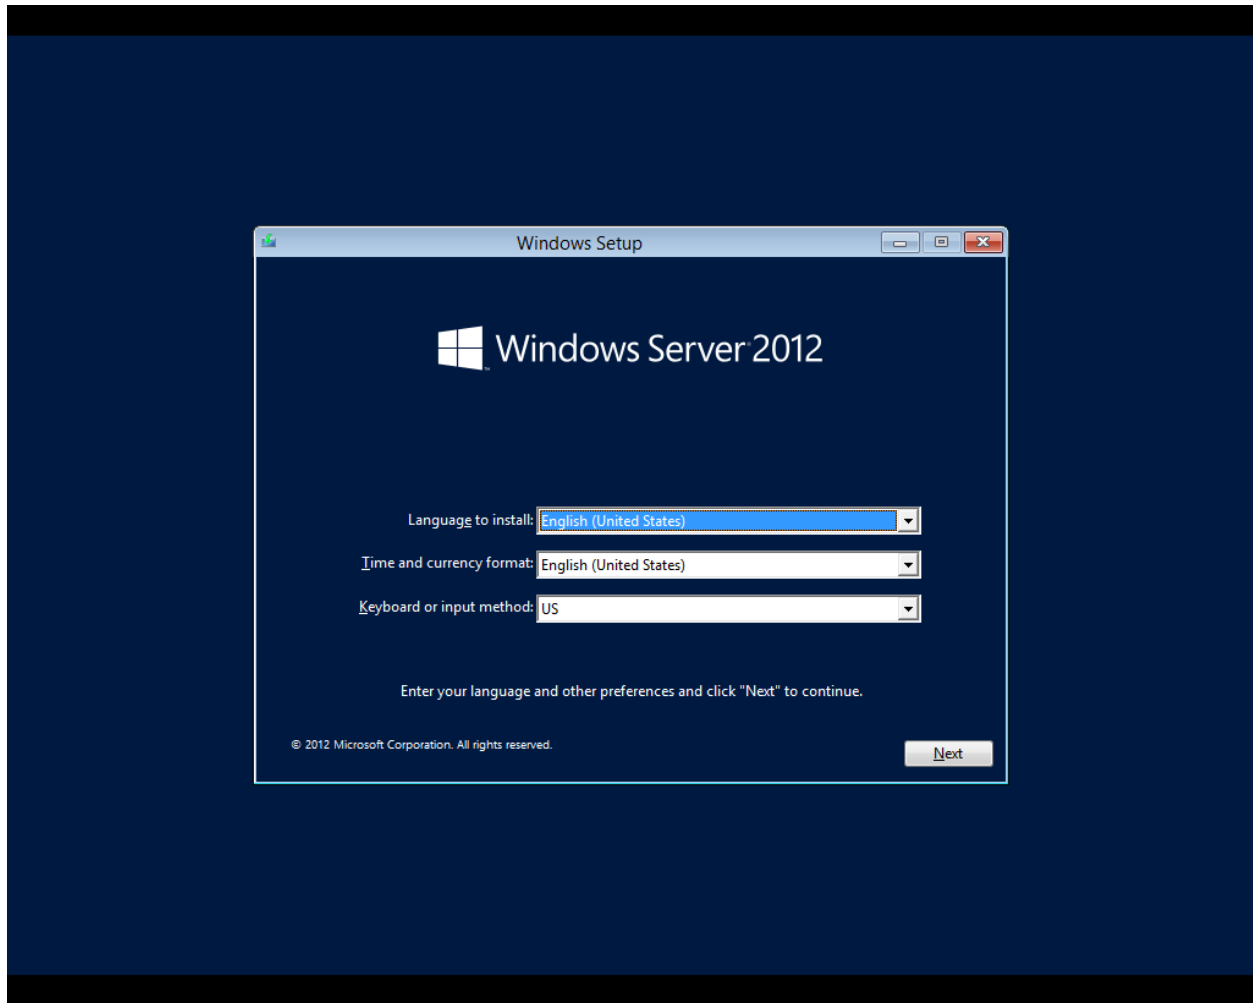 Windows Setup
Windows Server 2012
Language to install: English (United States)
Time and currency format: English (United States)
Keyboard or input method: US
Enter your language and other preferences and click "Next" to continue.
© 2012 Microsoft Corporation. All rights reserved.
Next